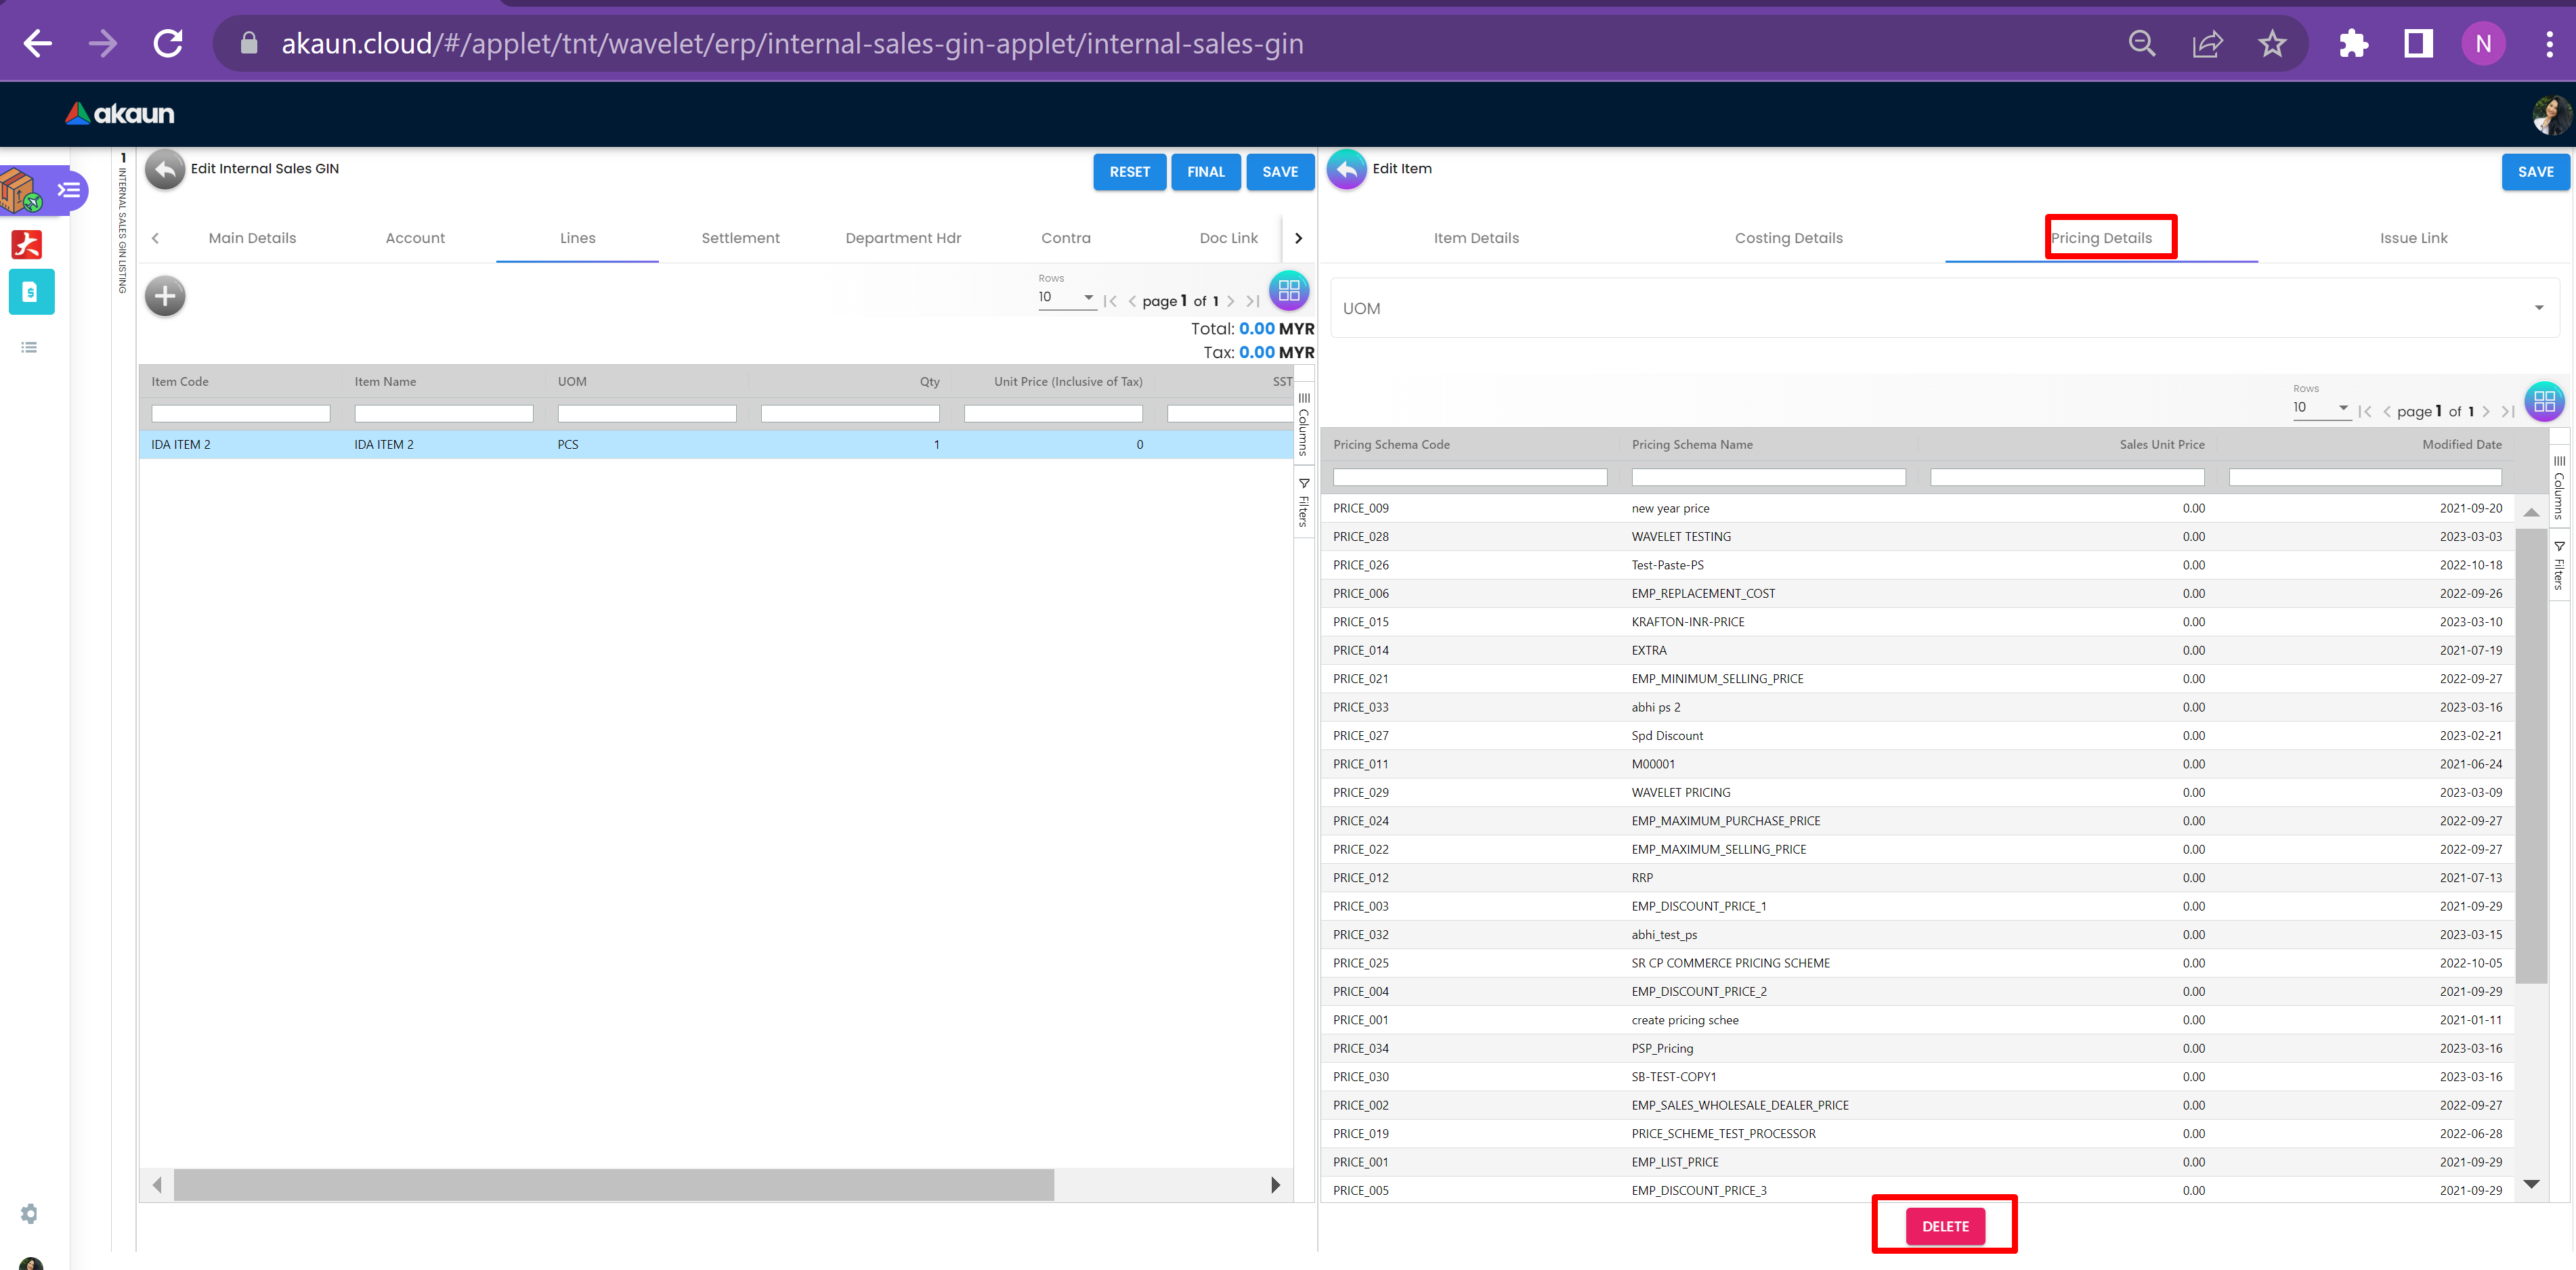 akaun.cloud/#/applet/tnt/wavelet/erp/internal-sales-gin-applet/internal-sales-gin
N
akaun
1 INTERNAL SALES GIN LISTING
Edit Internal Sales GIN
RESET FINAL SAVE
Main Details Account Lines Settlement Department Hdr Contra Doc Link
Rows
10 page 1 of 1
Total: 0.00 MYR
Tax: 0.00 MYR
Item Code Item Name UOM Qty Unit Price (Inclusive of Tax) SST
IDA ITEM 2 IDA ITEM 2 PCS 1 0
Columns
Filters
Edit Item
SAVE
Item Details Costing Details Pricing Details Issue Link
UOM
Rows
10 page 1 of 1
Pricing Schema Code Pricing Schema Name Sales Unit Price Modified Date
PRICE_009 new year price 0.00 2021-09-20
PRICE_028 WAVELET TESTING 0.00 2023-03-03
PRICE_026 Test-Paste-PS 0.00 2022-10-18
PRICE_006 EMP_REPLACEMENT_COST 0.00 2022-09-26
PRICE_015 KRAFTON-INR-PRICE 0.00 2023-03-10
PRICE_014 EXTRA 0.00 2021-07-19
PRICE_021 EMP_MINIMUM_SELLING_PRICE 0.00 2022-09-27
PRICE_033 abhi ps 2 0.00 2023-03-16
PRICE_027 Spd Discount 0.00 2023-02-21
PRICE_011 M00001 0.00 2021-06-24
PRICE_029 WAVELET PRICING 0.00 2023-03-09
PRICE_024 EMP_MAXIMUM_PURCHASE_PRICE 0.00 2022-09-27
PRICE_022 EMP_MAXIMUM_SELLING_PRICE 0.00 2022-09-27
PRICE_012 RRP 0.00 2021-07-13
PRICE_003 EMP_DISCOUNT_PRICE_1 0.00 2021-09-29
PRICE_032 abhi_test_ps 0.00 2023-03-15
PRICE_025 SR CP COMMERCE PRICING SCHEME 0.00 2022-10-05
PRICE_004 EMP_DISCOUNT_PRICE_2 0.00 2021-09-29
PRICE_001 create pricing schee 0.00 2021-01-11
PRICE_034 PSP_Pricing 0.00 2023-03-16
PRICE_030 SB-TEST-COPY1 0.00 2023-03-16
PRICE_002 EMP_SALES_WHOLESALE_DEALER_PRICE 0.00 2022-09-27
PRICE_019 PRICE_SCHEME_TEST_PROCESSOR 0.00 2022-06-28
PRICE_001 EMP_LIST_PRICE 0.00 2021-09-29
PRICE_005 EMP_DISCOUNT_PRICE_3 0.00 2021-09-29
Columns
Filters
DELETE